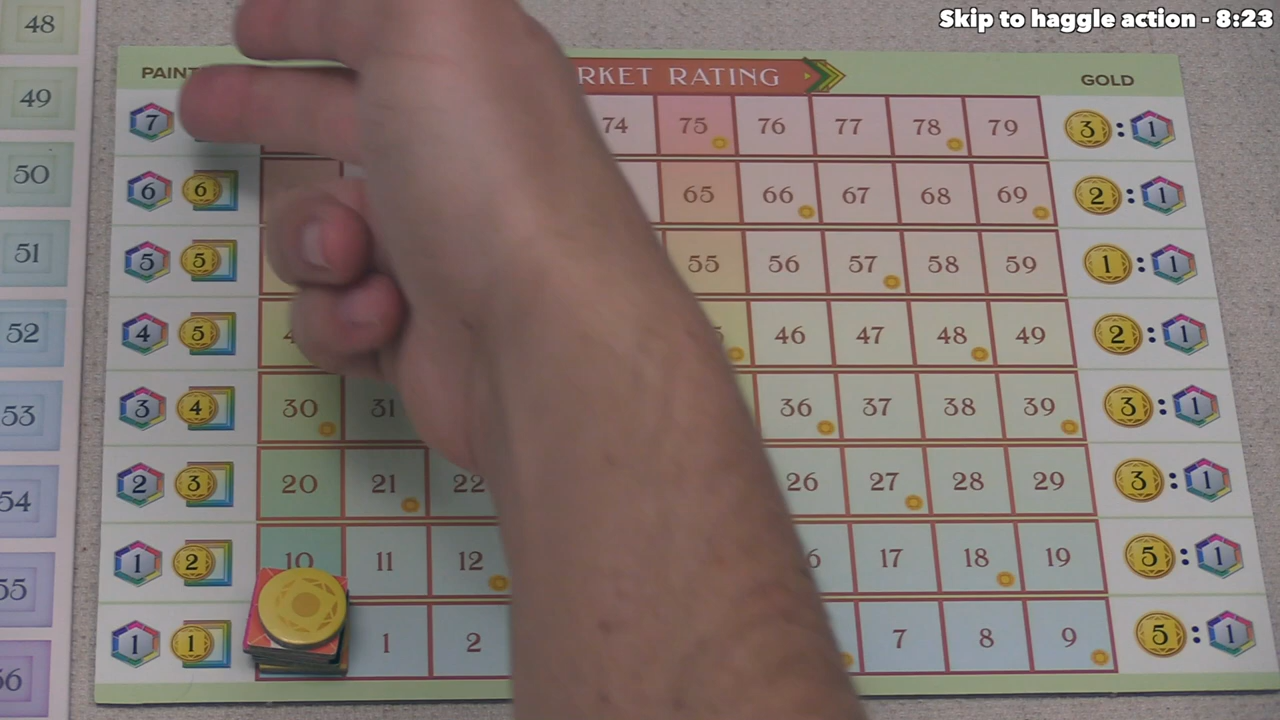 Skip to haggle action - 8:23
48
49
50
51
52
53
54
55
GOLD
7 74 75 76 77 78 79 3 : 1
6 6 65 66 67 68 69 2 : 1
5 5 55 56 57 58 59 1 : 1
4 5 46 47 48 49 2 : 1
3 4 30 31 36 37 38 39 3 : 1
2 3 20 21 22 26 27 28 29 3 : 1
1 2 10 11 12 17 18 19 5 : 1
1 1 1 2 7 8 9 5 : 1